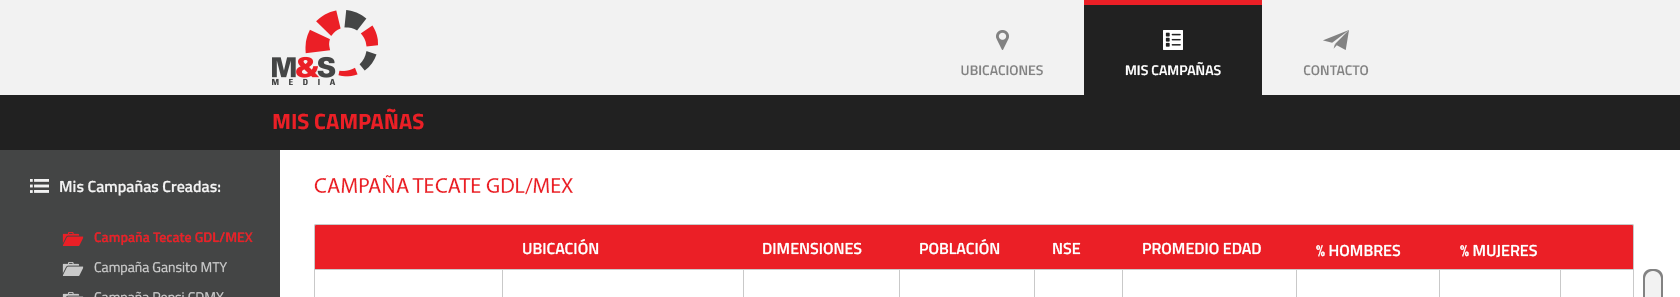 M&S
MEDIA
UBICACIONES
MIS CAMPAÑAS
CONTACTO
MIS CAMPAÑAS
Mis Campañas Creadas:
Campaña Tecate GDL/MEX
Campaña Gansito MTY
Campaña Pepsi CDMX
CAMPAÑA TECATE GDL/MEX
UBICACIÓN DIMENSIONES POBLACIÓN NSE PROMEDIO EDAD % HOMBRES % MUJERES